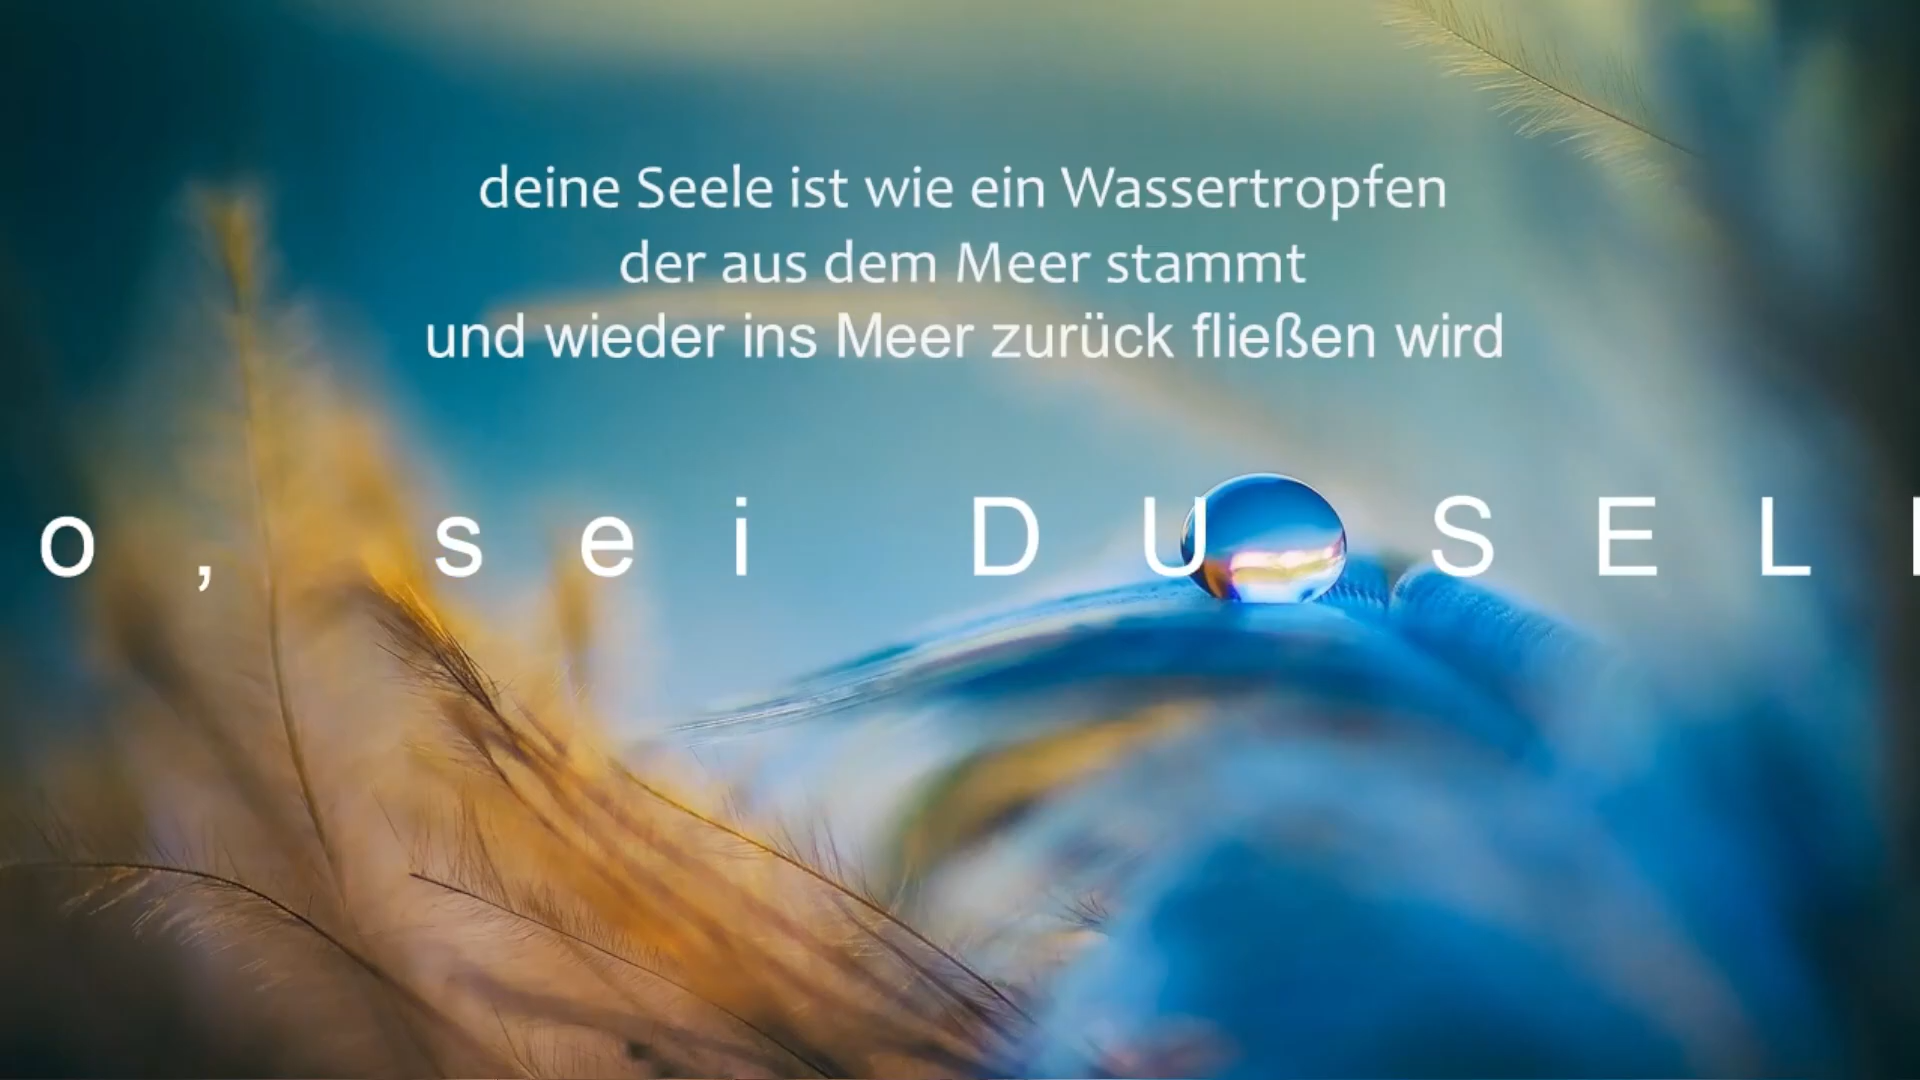 deine Seele ist wie ein Wassertropfen
der aus dem Meer stammt
und wieder ins Meer zurück fließen wird
o, sei DU SEL